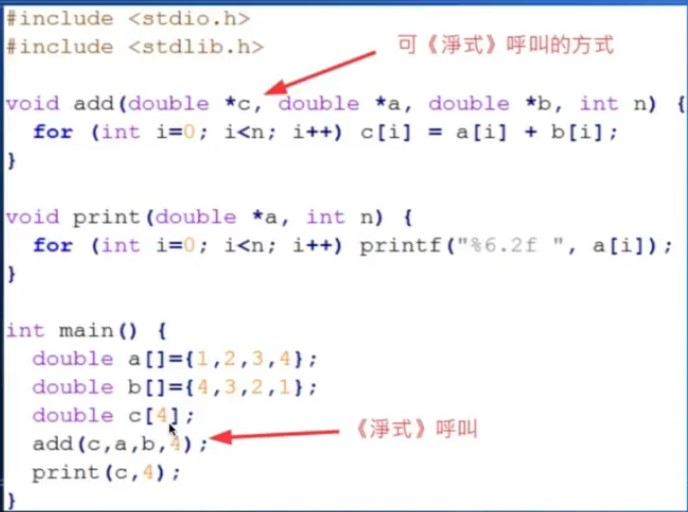 #include <stdio.h>
#include <stdlib.h>
可《淨式》呼叫的方式
void add(double *c, double *a, double *b, int n) {
  for (int i=0; i<n; i++) c[i] = a[i] + b[i];
}
void print(double *a, int n) {
  for (int i=0; i<n; i++) printf("%6.2f ", a[i]);
}
int main() {
  double a[]={1,2,3,4};
  double b[]={4,3,2,1};
  double c[4];
  add(c,a,b,4);
《淨式》呼叫
  print(c,4);
}